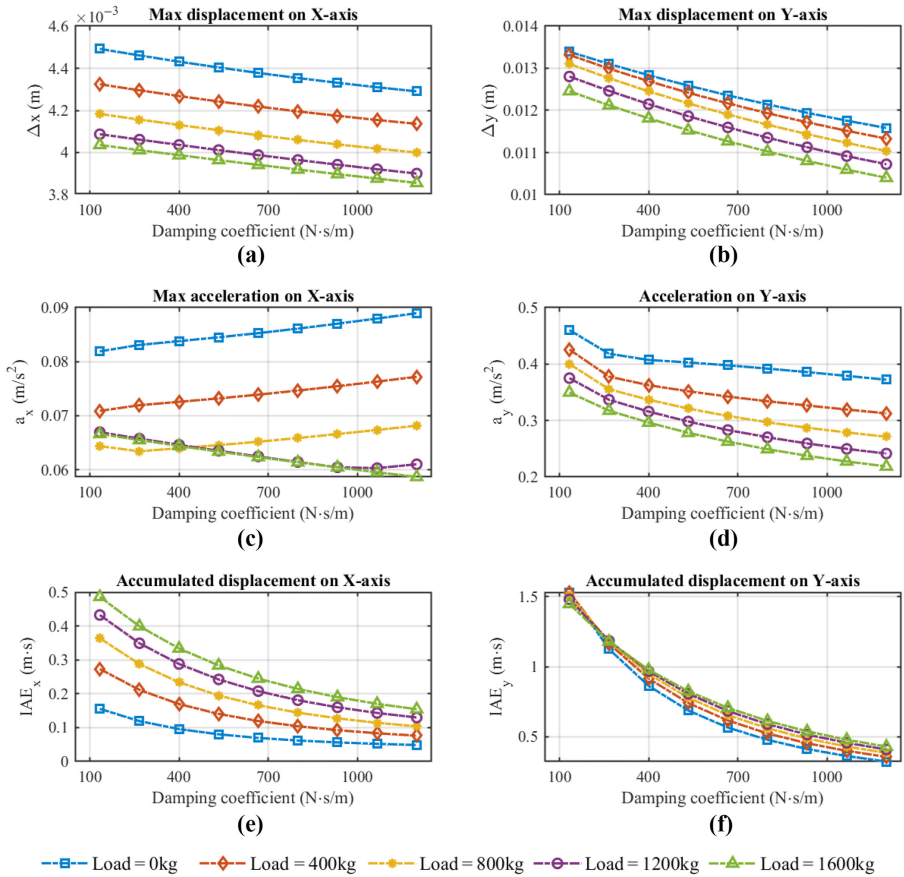 Max displacement on X-axis
×10⁻³
4.6
4.4
4.2
4
3.8
Δx (m)
100 400 700 1000
Damping coefficient (N·s/m)
(a)
Max displacement on Y-axis
0.014
0.013
0.012
0.011
0.01
Δy (m)
100 400 700 1000
Damping coefficient (N·s/m)
(b)
Max acceleration on X-axis
0.09
0.08
0.07
0.06
aₓ (m/s²)
100 400 700 1000
Damping coefficient (N·s/m)
(c)
Acceleration on Y-axis
0.5
0.4
0.3
0.2
a_y (m/s²)
100 400 700 1000
Damping coefficient (N·s/m)
(d)
Accumulated displacement on X-axis
0.5
0.4
0.3
0.2
0.1
0
IAEₓ (m·s)
100 400 700 1000
Damping coefficient (N·s/m)
(e)
Accumulated displacement on Y-axis
1.5
1
0.5
IAE_y (m·s)
100 400 700 1000
Damping coefficient (N·s/m)
(f)
Load = 0kg Load = 400kg Load = 800kg Load = 1200kg Load = 1600kg